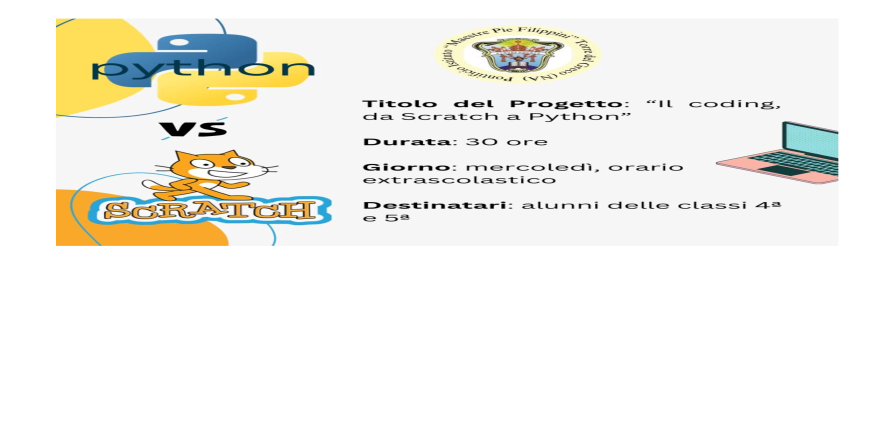 python
vs
SCRATCH
Pontificio Istituto "Maestre Pie Filippini" Torre del Greco (NA)
Titolo del Progetto: “Il coding,
da Scratch a Python”
Durata: 30 ore
Giorno: mercoledì, orario
extrascolastico
Destinatari: alunni delle classi 4ª
e 5ª